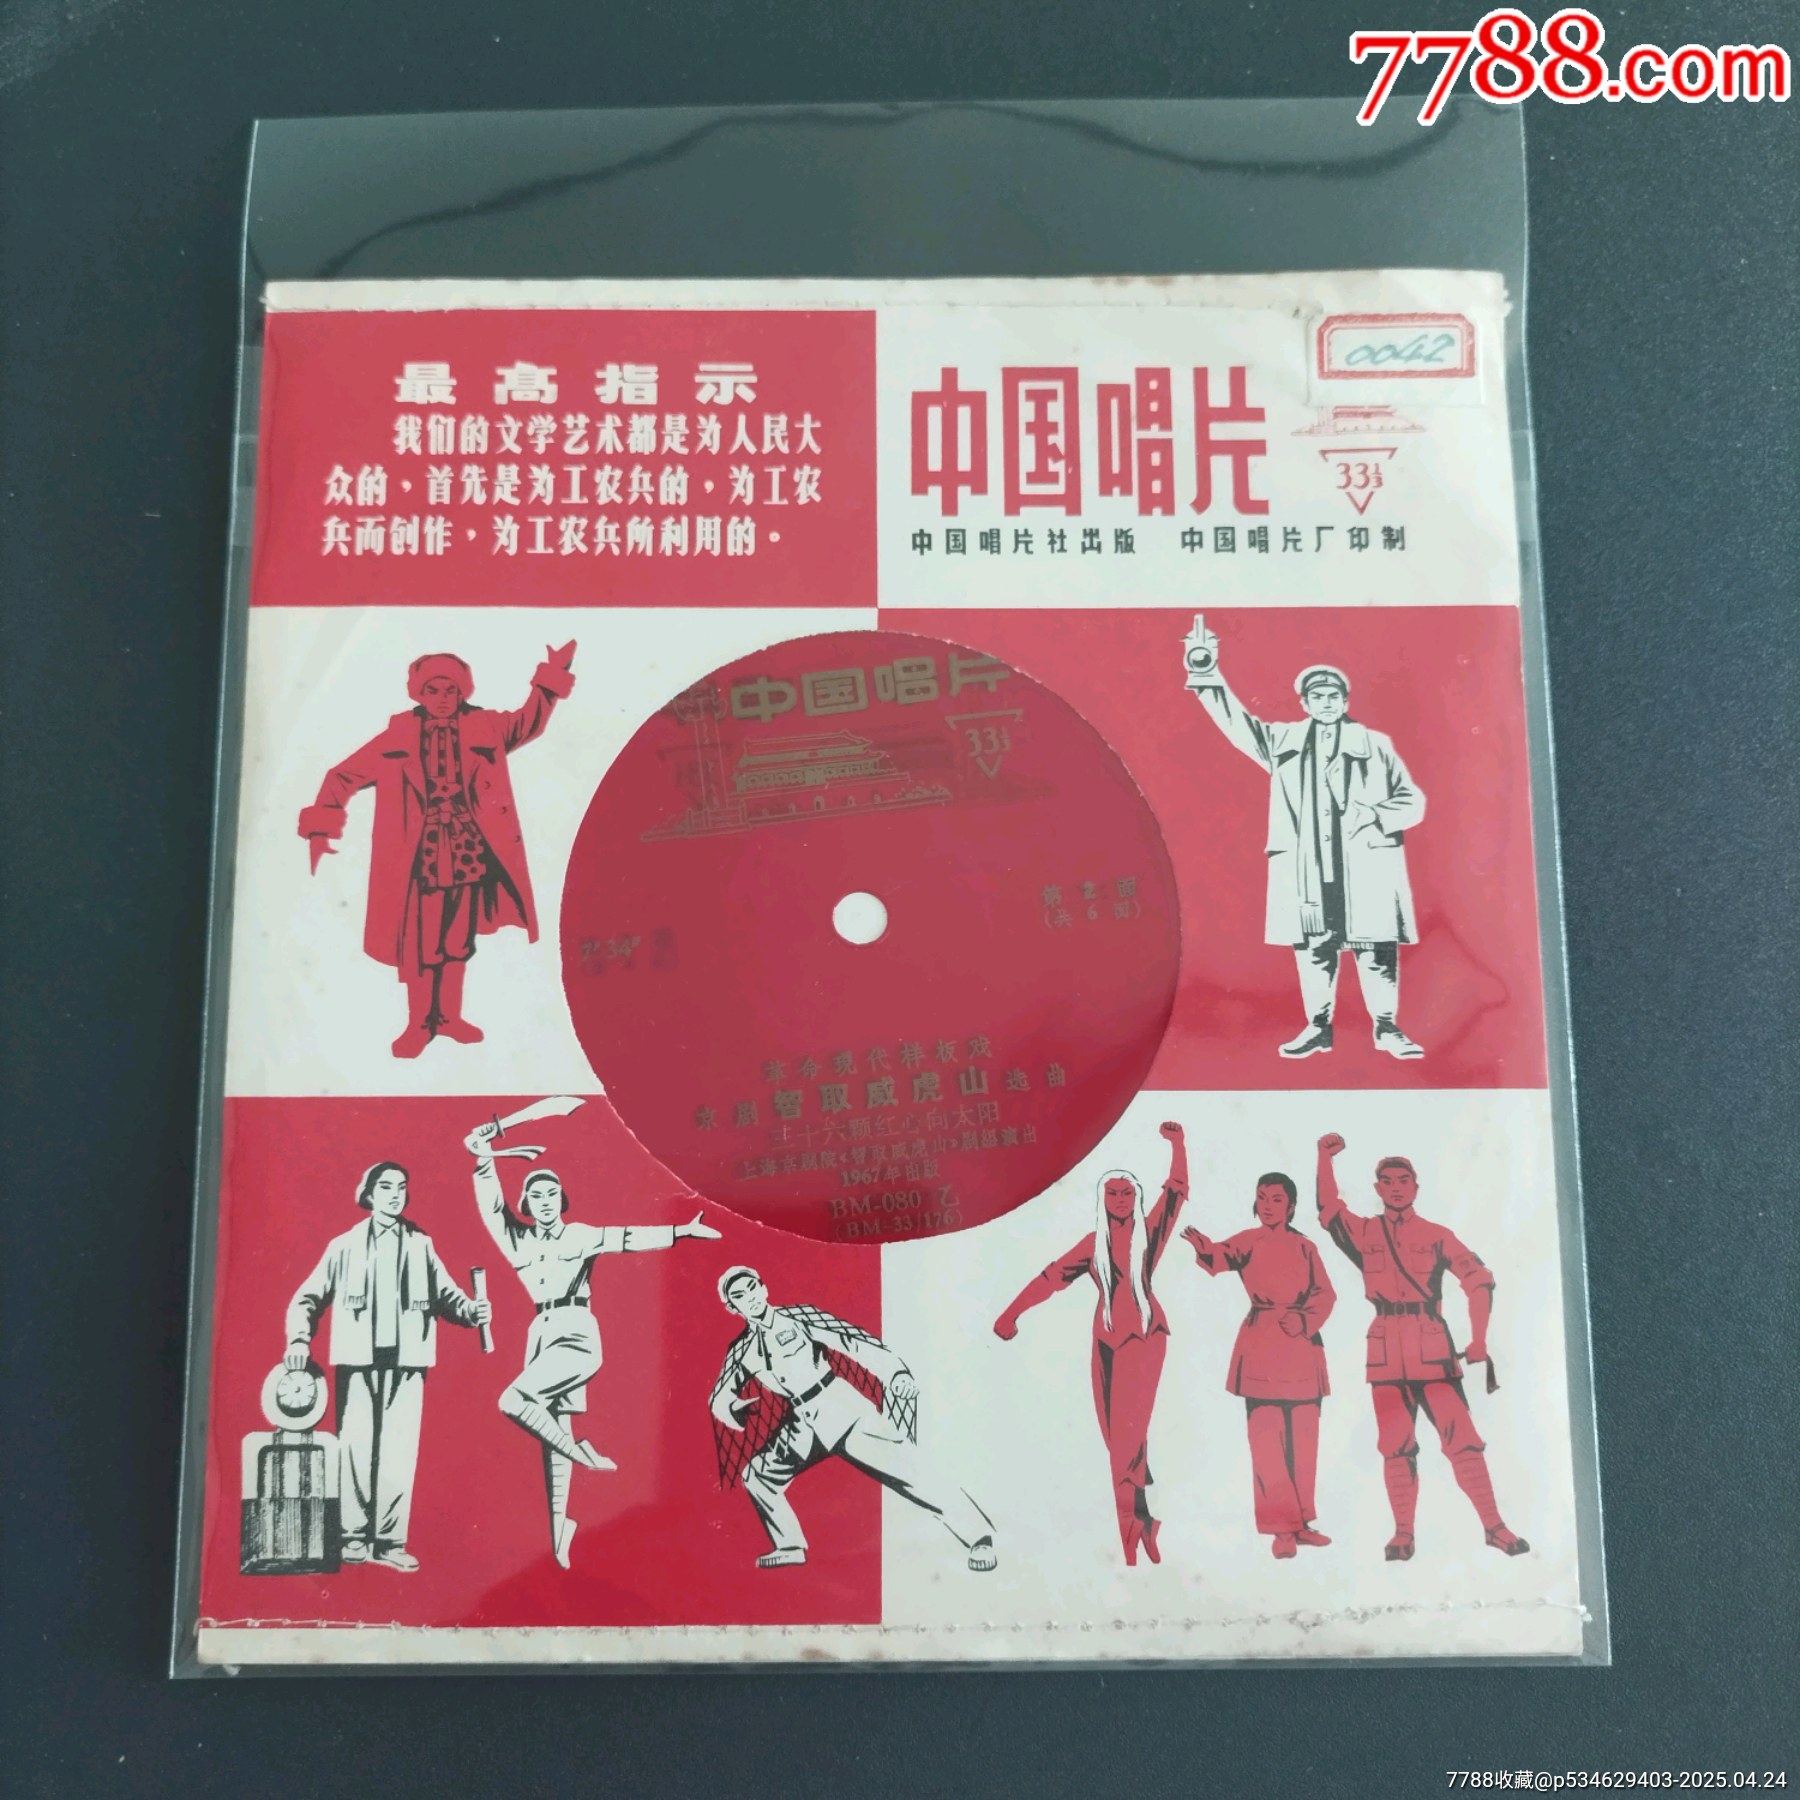 7788.com
0042
最高指示
我们的文学艺术都是为人民大
众的，首先是为工农兵的，为工农
兵而创作，为工农兵所利用的。
中国唱片
33⅓
中国唱片社出版 中国唱片厂印制
中国唱片
33⅓
第2面
(共6面)
革命现代样板戏
京剧 智取威虎山 选曲
三十六颗红心向太阳
上海京剧院《智取威虎山》剧组演出
1967年出版
BM-080 乙
(BM-33/176)
7788收藏@p534629403-2025.04.24